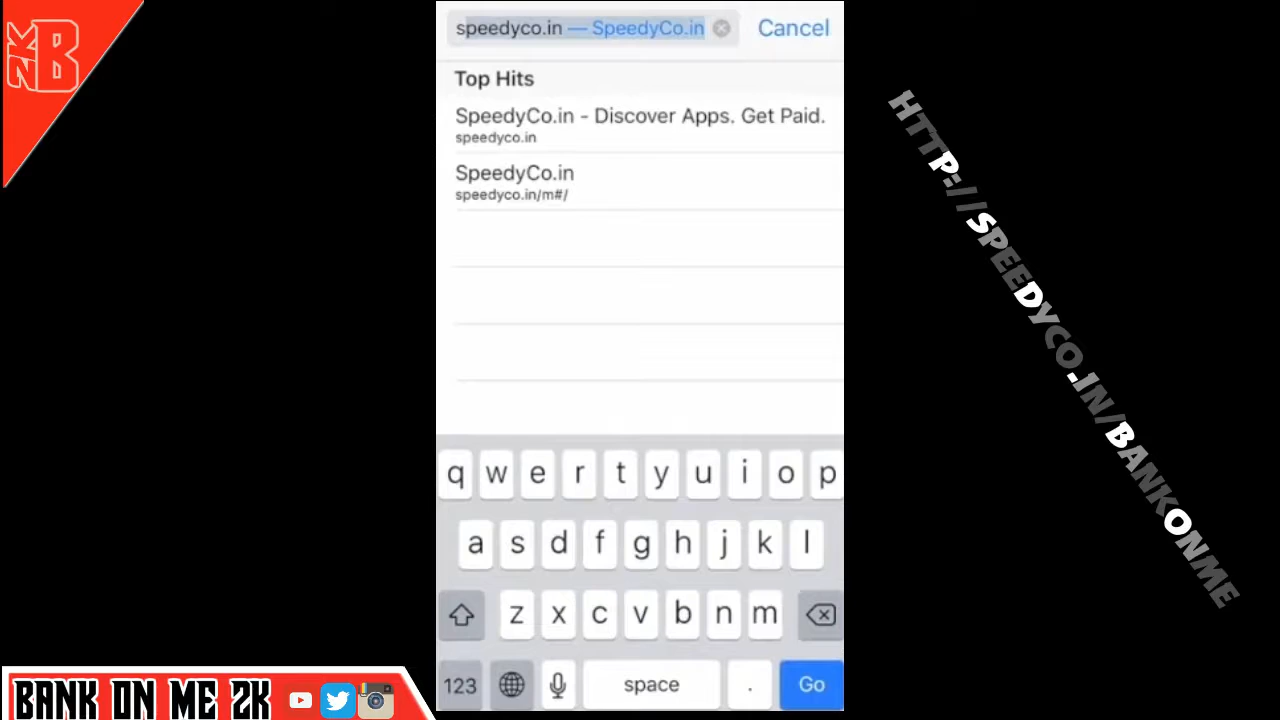 speedyco.in — SpeedyCo.in
Cancel
Top Hits
SpeedyCo.in - Discover Apps. Get Paid.
speedyco.in
SpeedyCo.in
speedyco.in/m#/
q w e r t y u i o p
a s d f g h j k l
z x c v b n m
123
space
.
Go
HTTP://SPEEDYCO.IN/BANKONME
BANK ON ME 2K